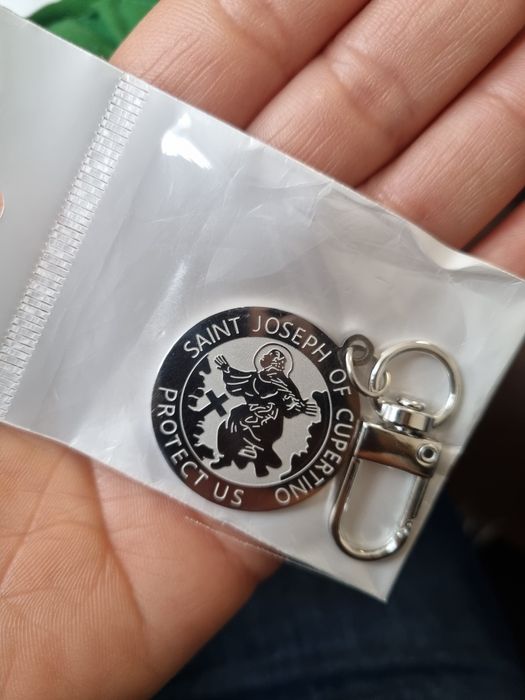 SAINT JOSEPH OF CUPERTINO
PROTECT US